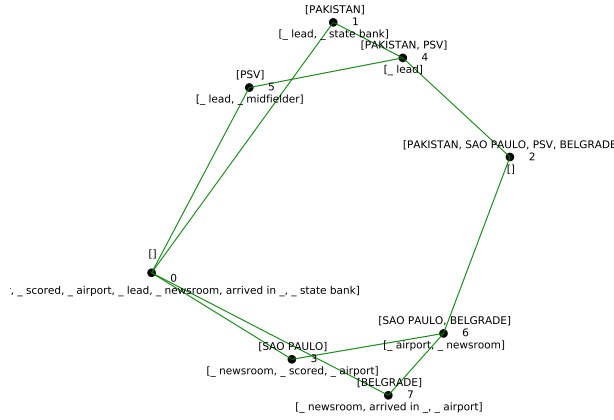 [PAKISTAN]
1
[_ lead, _ state bank]
[PAKISTAN, PSV]
4
[_ lead]
[PSV]
5
[_ lead, _ midfielder]
[PAKISTAN, SAO PAULO, PSV, BELGRADE
2
[]
[]
0
, _ scored, _ airport, _ lead, _ newsroom, arrived in _, _ state bank]
[SAO PAULO, BELGRADE]
6
[_ airport, _ newsroom]
[SAO PAULO]
3
[_ newsroom, _ scored, _ airport]
[BELGRADE]
7
[_ newsroom, arrived in _, _ airport]